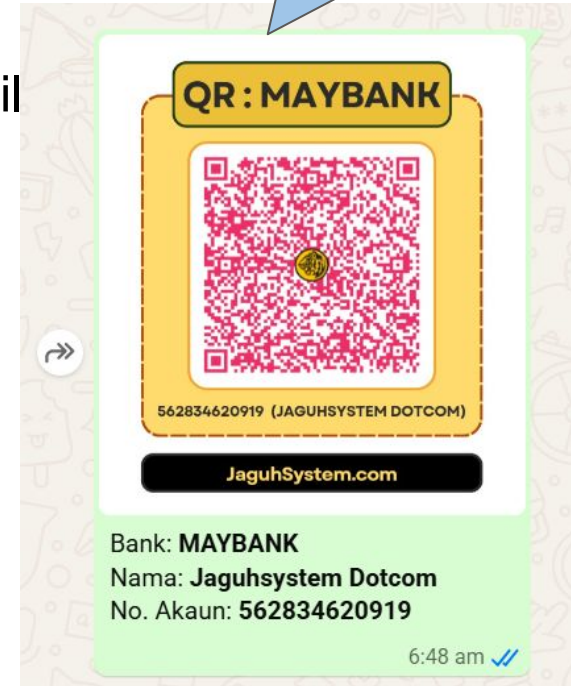 il
QR : MAYBANK
562834620919 (JAGUHSYSTEM DOTCOM)
JaguhSystem.com
Bank: MAYBANK
Nama: Jaguhsystem Dotcom
No. Akaun: 562834620919
6:48 am